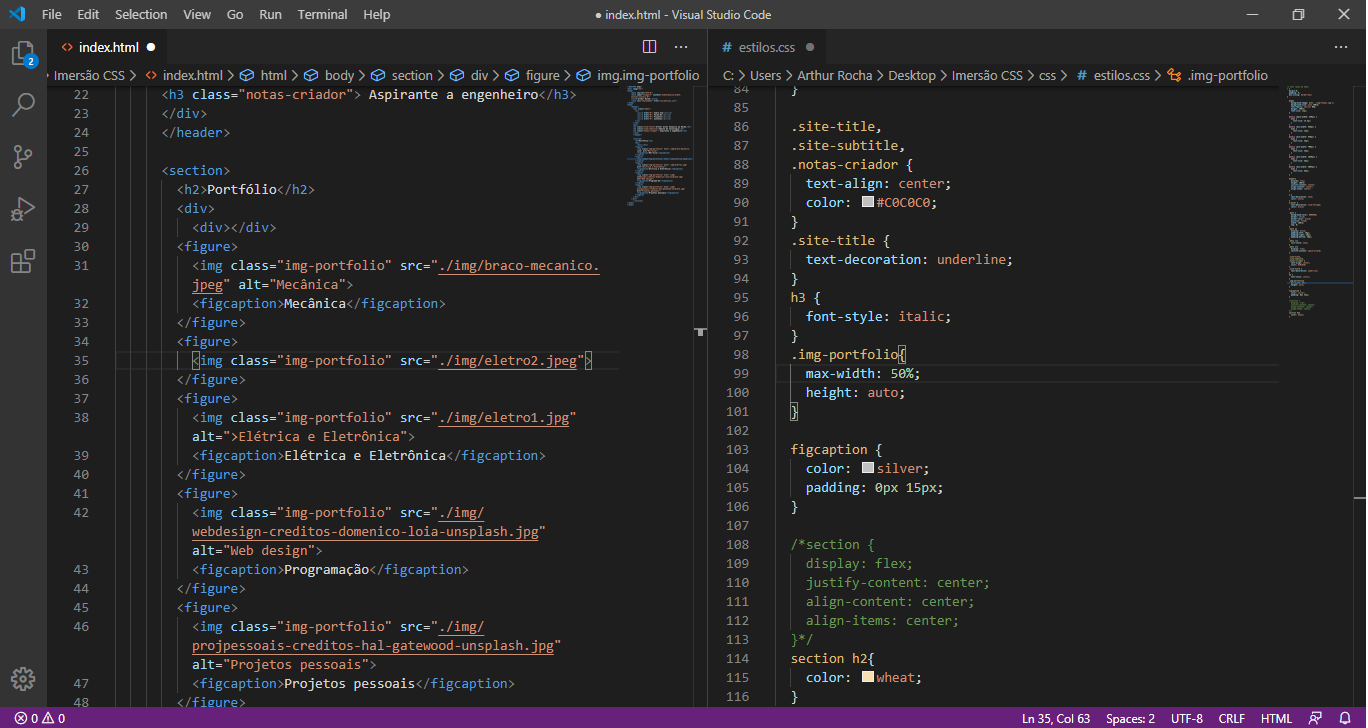 File Edit Selection View Go Run Terminal Help
● index.html - Visual Studio Code
2
index.html ●
Imersão CSS > index.html > html > body > section > div > figure > img.img-portfolio
22 <h3 class="notas-criador"> Aspirante a engenheiro</h3>
23 </div>
24 </header>
25
26 <section>
27 <h2>Portfólio</h2>
28 <div>
29 <div></div>
30 <figure>
31 <img class="img-portfolio" src="./img/braco-mecanico.
jpeg" alt="Mecânica">
32 <figcaption>Mecânica</figcaption>
33 </figure>
34 <figure>
35 <img class="img-portfolio" src="./img/eletro2.jpeg">
36 </figure>
37 <figure>
38 <img class="img-portfolio" src="./img/eletro1.jpg"
alt=">Elétrica e Eletrônica">
39 <figcaption>Elétrica e Eletrônica</figcaption>
40 </figure>
41 <figure>
42 <img class="img-portfolio" src="./img/
webdesign-creditos-domenico-loia-unsplash.jpg"
alt="Web design">
43 <figcaption>Programação</figcaption>
44 </figure>
45 <figure>
46 <img class="img-portfolio" src="./img/
projpessoais-creditos-hal-gatewood-unsplash.jpg"
alt="Projetos pessoais">
47 <figcaption>Projetos pessoais</figcaption>
48 </figure>
# estilos.css ●
C: > Users > Arthur Rocha > Desktop > Imersão CSS > css > # estilos.css > .img-portfolio
84 }
85
86 .site-title,
87 .site-subtitle,
88 .notas-criador {
89 text-align: center;
90 color: #C0C0C0;
91 }
92 .site-title {
93 text-decoration: underline;
94 }
95 h3 {
96 font-style: italic;
97 }
98 .img-portfolio{
99 max-width: 50%;
100 height: auto;
101 }
102
103 figcaption {
104 color: silver;
105 padding: 0px 15px;
106 }
107
108 /*section {
109 display: flex;
110 justify-content: center;
111 align-content: center;
112 align-items: center;
113 }*/
114 section h2{
115 color: wheat;
116 }
0 0
Ln 35, Col 63 Spaces: 2 UTF-8 CRLF HTML